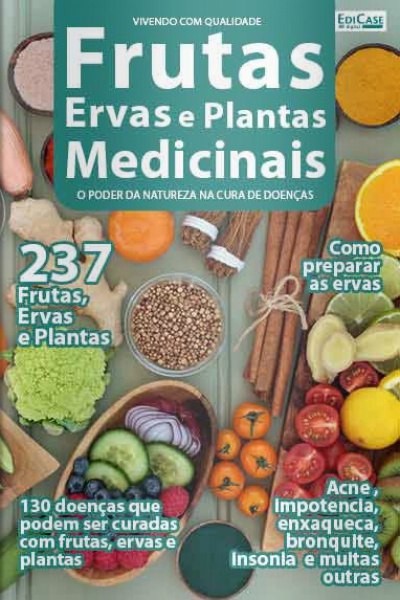 VIVENDO COM QUALIDADE
EDICASE
digital
Frutas
Ervas e Plantas
Medicinais
O PODER DA NATUREZA NA CURA DE DOENÇAS
237
Frutas,
Ervas
e Plantas
Como
preparar
as ervas
130 doenças que
podem ser curadas
com frutas, ervas e
plantas
Acne,
Impotencia,
enxaqueca,
bronquite,
Insonia e muitas
outras